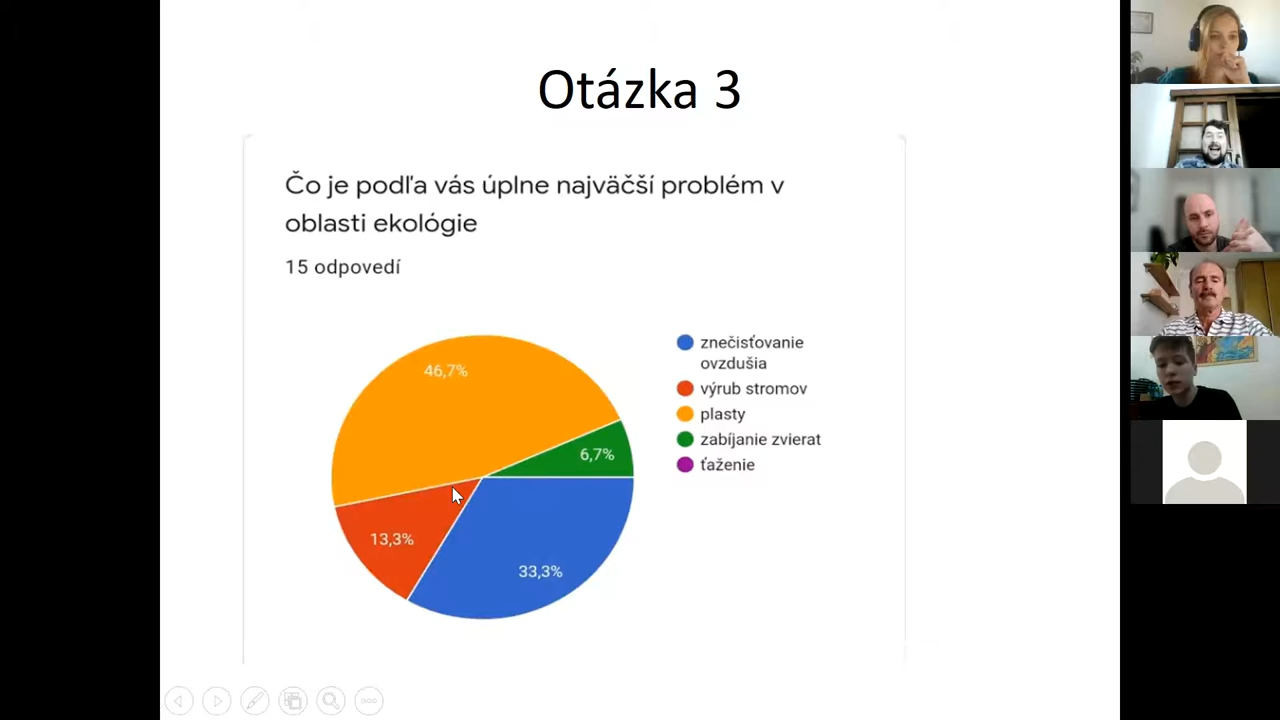 Otázka 3
Čo je podľa vás úplne najväčší problém v
oblasti ekológie
15 odpovedí
46,7%
6,7%
13,3%
33,3%
znečisťovanie
ovzdušia
výrub stromov
plasty
zabíjanie zvierat
ťaženie